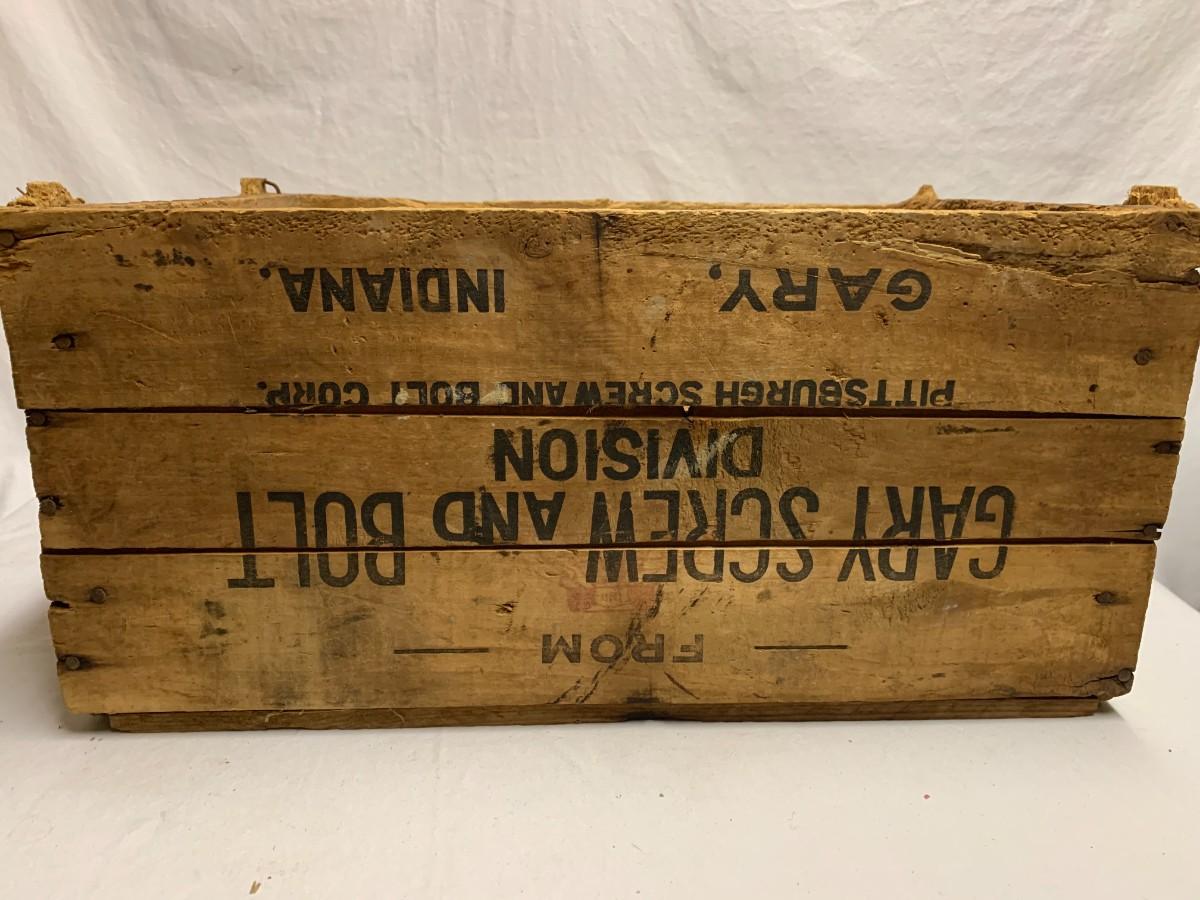 — FROM —
GARY SCREW AND BOLT
DIVISION
PITTSBURGH SCREW AND BOLT CORP.
GARY, INDIANA.